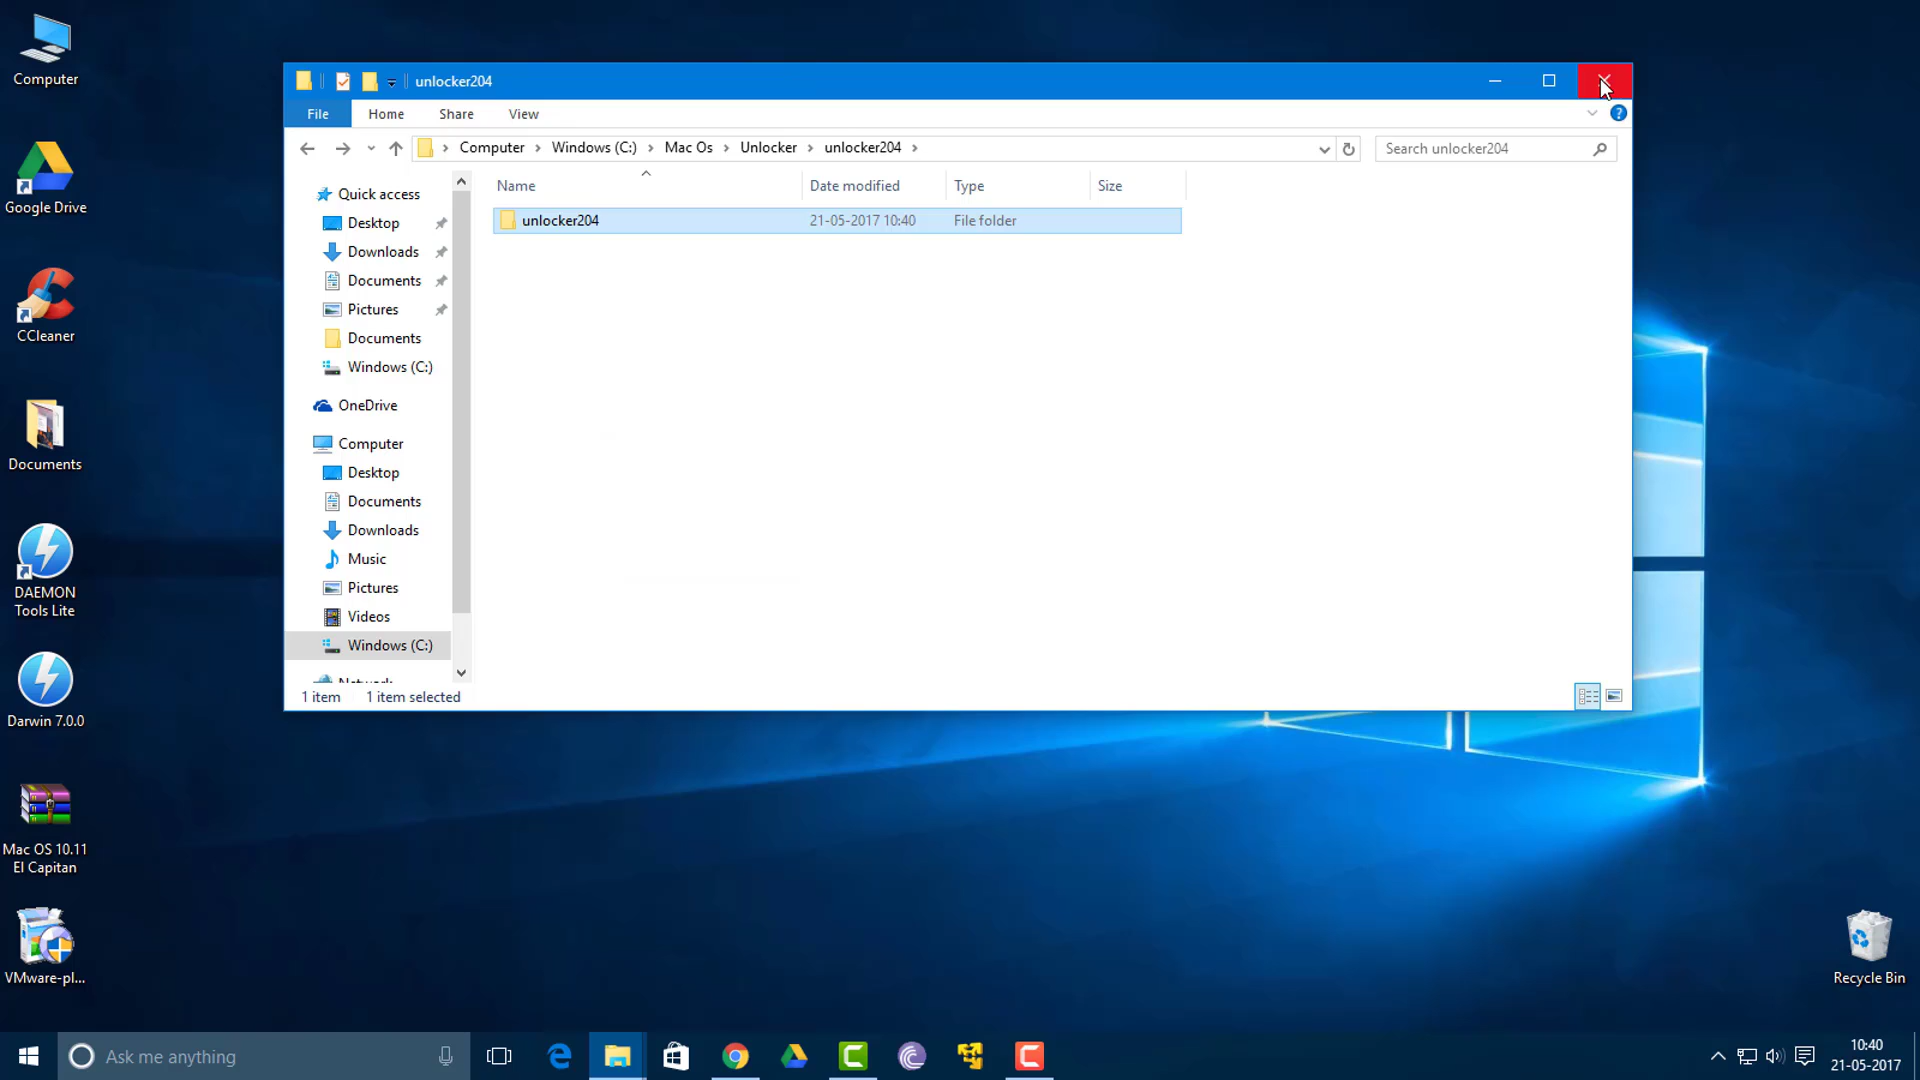 Computer
Google Drive
CCleaner
Documents
DAEMON
Tools Lite
Darwin 7.0.0
Mac OS 10.11
El Capitan
VMware-pl...
unlocker204
File
Home
Share
View
Computer
Windows (C:)
Mac Os
Unlocker
unlocker204
Search unlocker204
Name
Date modified
Type
Size
unlocker204
21-05-2017 10:40
File folder
Quick access
Desktop
Downloads
Documents
Pictures
Documents
Windows (C:)
OneDrive
Computer
Desktop
Documents
Downloads
Music
Pictures
Videos
Windows (C:)
Network
1 item
1 item selected
Recycle Bin
Ask me anything
10:40
21-05-2017